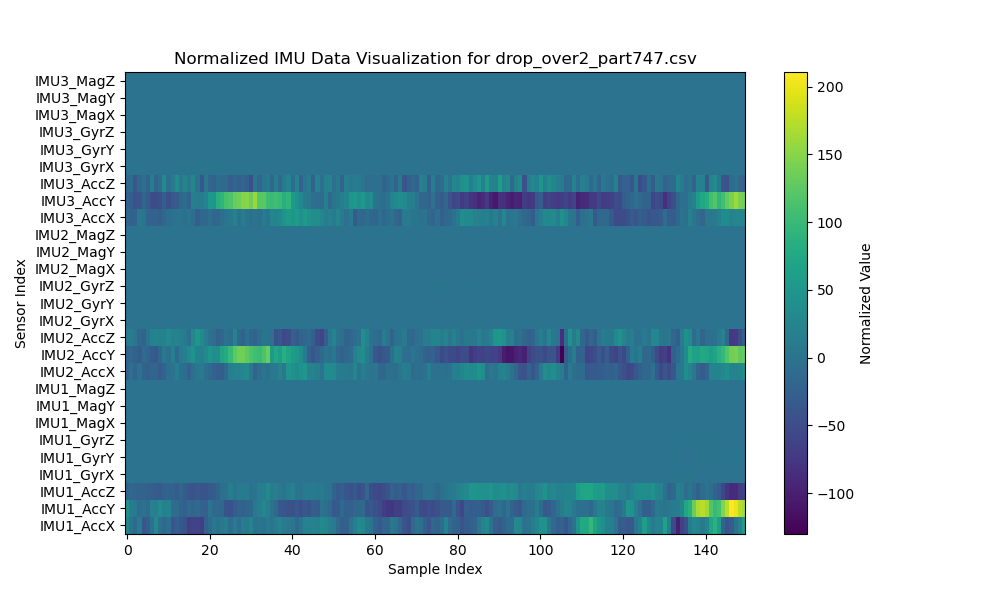 Normalized IMU Data Visualization for drop_over2_part747.csv
IMU3_MagZ
IMU3_MagY
IMU3_MagX
IMU3_GyrZ
IMU3_GyrY
IMU3_GyrX
IMU3_AccZ
IMU3_AccY
IMU3_AccX
IMU2_MagZ
IMU2_MagY
IMU2_MagX
IMU2_GyrZ
IMU2_GyrY
IMU2_GyrX
IMU2_AccZ
IMU2_AccY
IMU2_AccX
IMU1_MagZ
IMU1_MagY
IMU1_MagX
IMU1_GyrZ
IMU1_GyrY
IMU1_GyrX
IMU1_AccZ
IMU1_AccY
IMU1_AccX
Sensor Index
0 20 40 60 80 100 120 140
Sample Index
200
150
100
50
0
−50
−100
Normalized Value